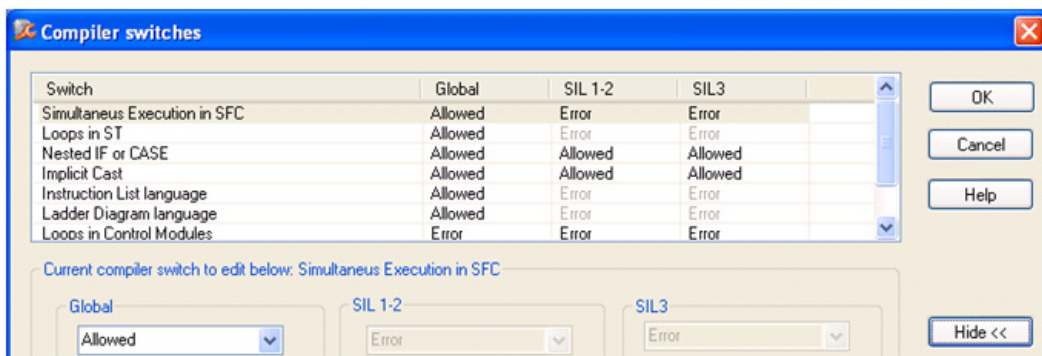 Compiler switches
Switch Global SIL 1-2 SIL3
Simultaneus Execution in SFC Allowed Error Error
Loops in ST Allowed Error Error
Nested IF or CASE Allowed Allowed Allowed
Implicit Cast Allowed Allowed Allowed
Instruction List language Allowed Error Error
Ladder Diagram language Allowed Error Error
Loops in Control Modules Error Error Error
OK
Cancel
Help
Current compiler switch to edit below: Simultaneus Execution in SFC
Global SIL 1-2 SIL3
Allowed Error Error
Hide <<